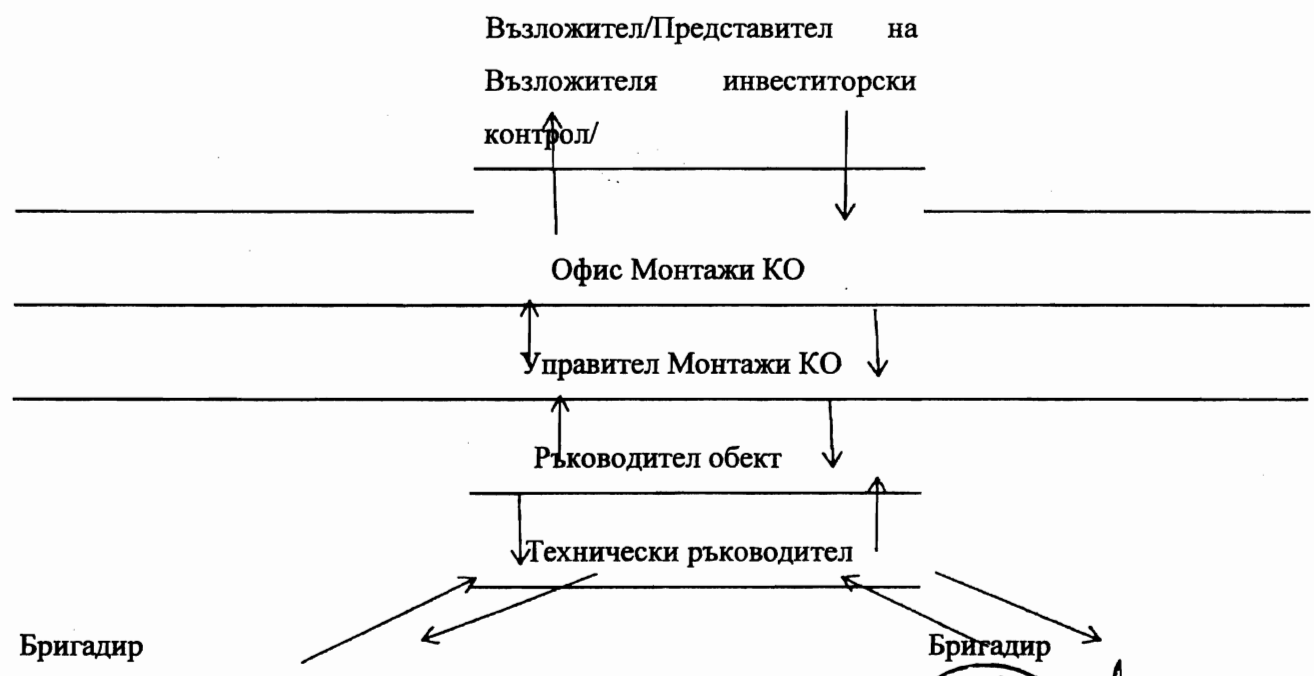 Възложител/Представител на
Възложителя инвеститорски
контрол/
Офис Монтажи КО
Управител Монтажи КО
Ръководител обект
Технически ръководител
Бригадир Бригадир